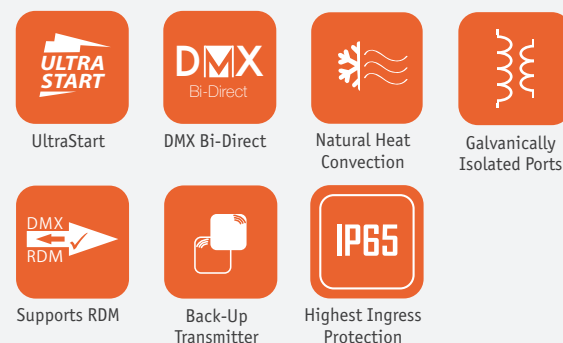 ULTRA
START
UltraStart
DMX
Bi-Direct
DMX Bi-Direct
Natural Heat
Convection
Galvanically
Isolated Ports
DMX
RDM
Supports RDM
Back-Up
Transmitter
IP65
Highest Ingress
Protection